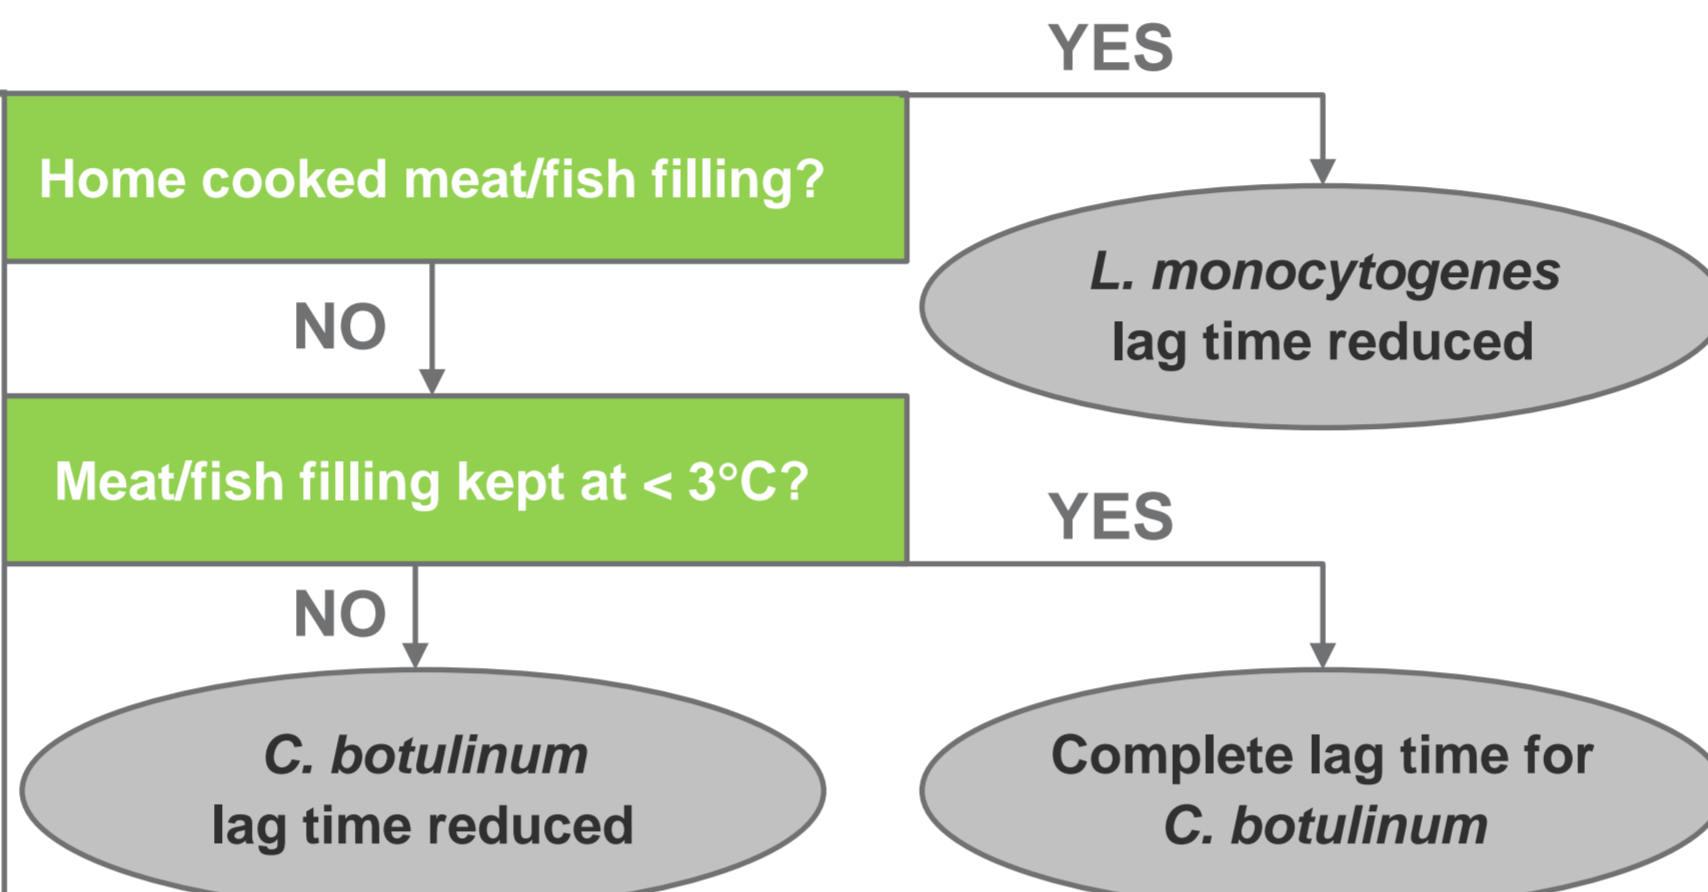 YES
Home cooked meat/fish filling?
L. monocytogenes
lag time reduced
NO
Meat/fish filling kept at < 3°C?
YES
NO
C. botulinum
lag time reduced
Complete lag time for
C. botulinum